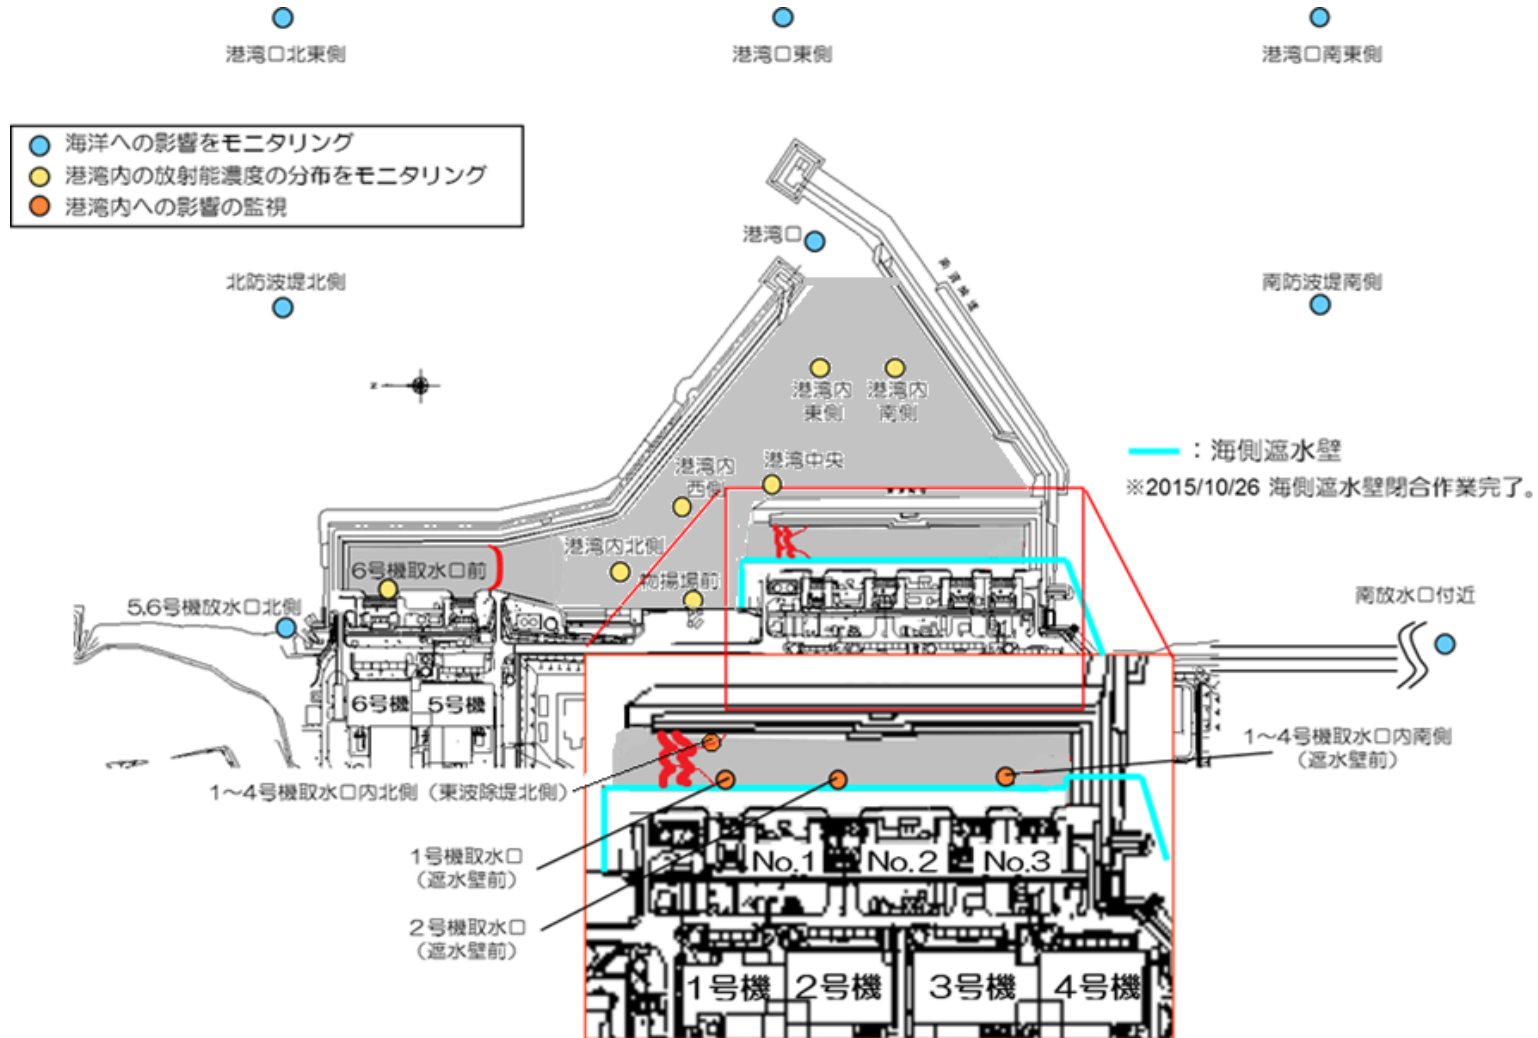 港湾口北東側
港湾口東側
港湾口南東側
海洋への影響をモニタリング
港湾内の放射能濃度の分布をモニタリング
港湾内への影響の監視
港湾口
北防波堤北側
南防波堤南側
港湾内
東側
港湾内
南側
港湾中央
港湾内
西側
：海側遮水壁
※2015/10/26 海側遮水壁閉合作業完了。
港湾内北側
6号機取水口前
物揚場前
5,6号機放水口北側
南放水口付近
6号機
5号機
1～4号機取水口内南側
（遮水壁前）
1～4号機取水口内北側（東波除堤北側）
1号機取水口
（遮水壁前）
2号機取水口
（遮水壁前）
No.1
No.2
No.3
1号機
2号機
3号機
4号機